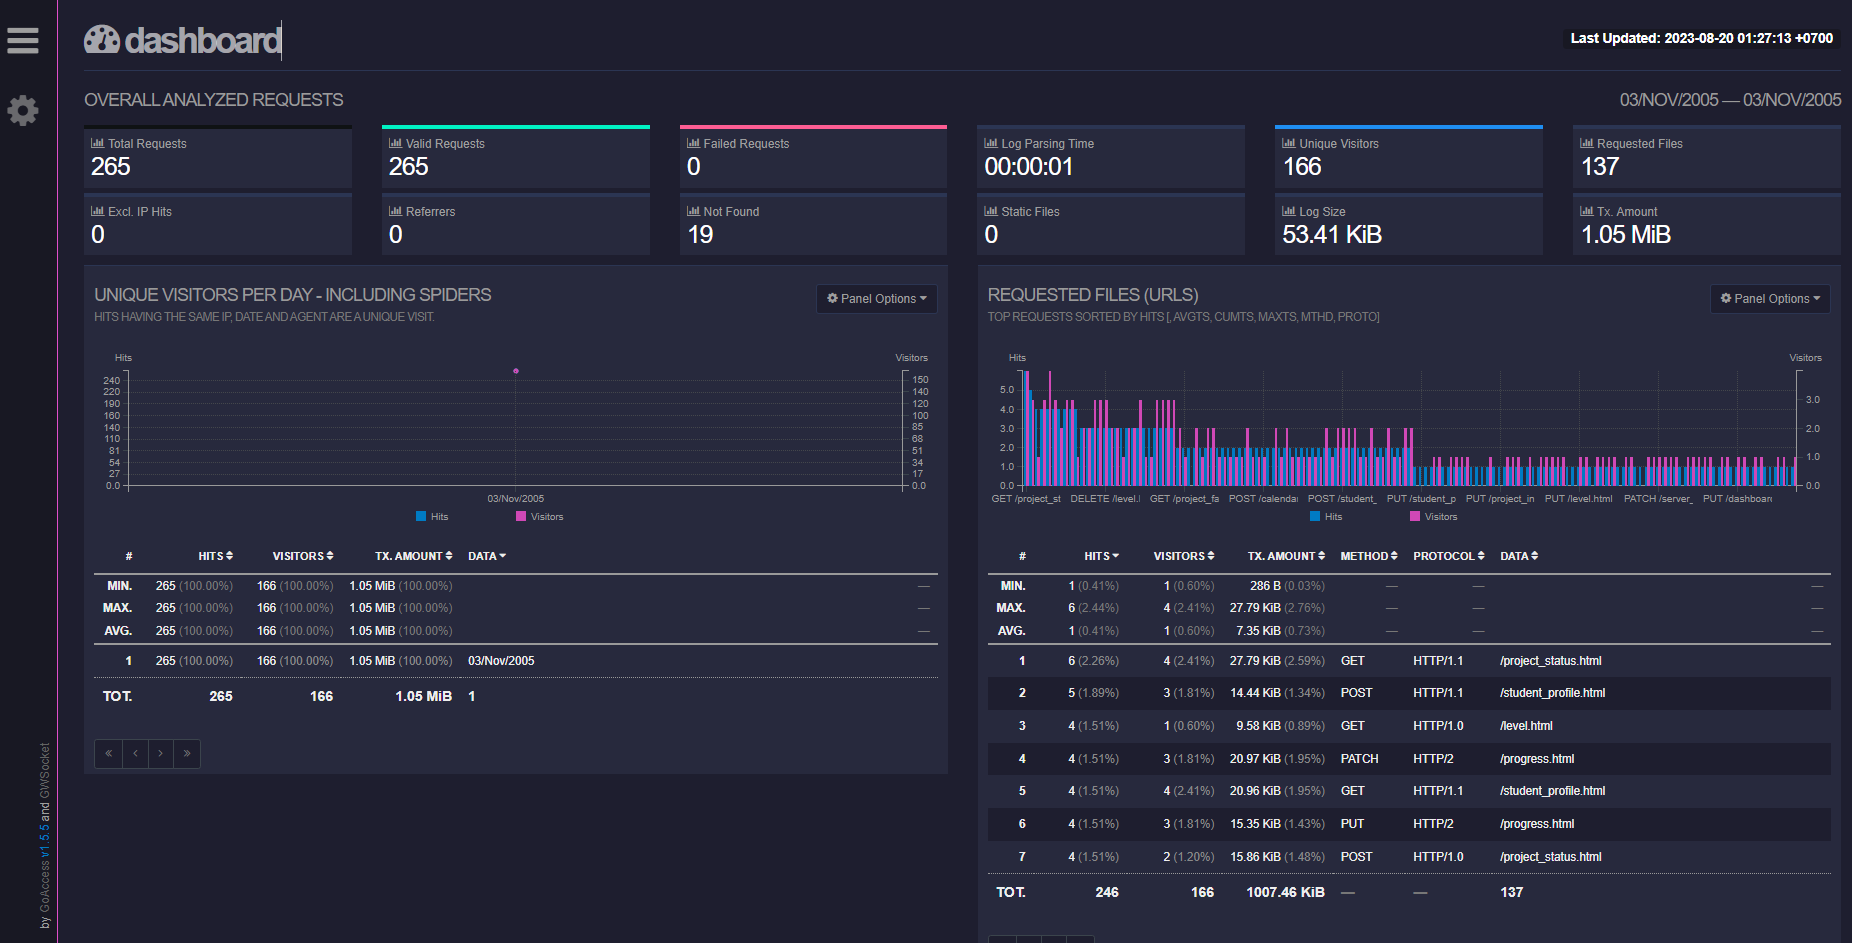 dashboard
Last Updated: 2023-08-20 01:27:13 +0700
OVERALL ANALYZED REQUESTS
03/NOV/2005 — 03/NOV/2005
Total Requests
265
Valid Requests
265
Failed Requests
0
Log Parsing Time
00:00:01
Unique Visitors
166
Requested Files
137
Excl. IP Hits
0
Referrers
0
Not Found
19
Static Files
0
Log Size
53.41 KiB
Tx. Amount
1.05 MiB
UNIQUE VISITORS PER DAY - INCLUDING SPIDERS
HITS HAVING THE SAME IP, DATE AND AGENT ARE A UNIQUE VISIT.
Panel Options
Hits
Visitors
240
220
190
160
140
110
81
54
27
0.0
150
140
120
100
85
68
51
34
17
0.0
03/Nov/2005
Hits
Visitors
# HITS VISITORS TX. AMOUNT DATA
MIN. 265 (100.00%) 166 (100.00%) 1.05 MiB (100.00%) —
MAX. 265 (100.00%) 166 (100.00%) 1.05 MiB (100.00%) —
AVG. 265 (100.00%) 166 (100.00%) 1.05 MiB (100.00%) —
1 265 (100.00%) 166 (100.00%) 1.05 MiB (100.00%) 03/Nov/2005
TOT. 265 166 1.05 MiB 1
« ‹ › »
REQUESTED FILES (URLS)
TOP REQUESTS SORTED BY HITS [, AVGTS, CUMTS, MAXTS, MTHD, PROTO]
Panel Options
Hits
Visitors
5.0
4.0
3.0
2.0
1.0
0.0
3.0
2.0
1.0
0.0
GET /project_st DELETE /level.l GET /project_fa POST /calendar POST /student_ PUT /student_p PUT /project_in PUT /level.html PATCH /server_ PUT /dashboard
Hits
Visitors
# HITS VISITORS TX. AMOUNT METHOD PROTOCOL DATA
MIN. 1 (0.41%) 1 (0.60%) 286 B (0.03%) — — —
MAX. 6 (2.44%) 4 (2.41%) 27.79 KiB (2.76%) — — —
AVG. 1 (0.41%) 1 (0.60%) 7.35 KiB (0.73%) — — —
1 6 (2.26%) 4 (2.41%) 27.79 KiB (2.59%) GET HTTP/1.1 /project_status.html
2 5 (1.89%) 3 (1.81%) 14.44 KiB (1.34%) POST HTTP/1.1 /student_profile.html
3 4 (1.51%) 1 (0.60%) 9.58 KiB (0.89%) GET HTTP/1.0 /level.html
4 4 (1.51%) 3 (1.81%) 20.97 KiB (1.95%) PATCH HTTP/2 /progress.html
5 4 (1.51%) 4 (2.41%) 20.96 KiB (1.95%) GET HTTP/1.1 /student_profile.html
6 4 (1.51%) 3 (1.81%) 15.35 KiB (1.43%) PUT HTTP/2 /progress.html
7 4 (1.51%) 2 (1.20%) 15.86 KiB (1.48%) POST HTTP/1.0 /project_status.html
TOT. 246 166 1007.46 KiB — — 137
by GoAccess v1.5.5 and GWSocket